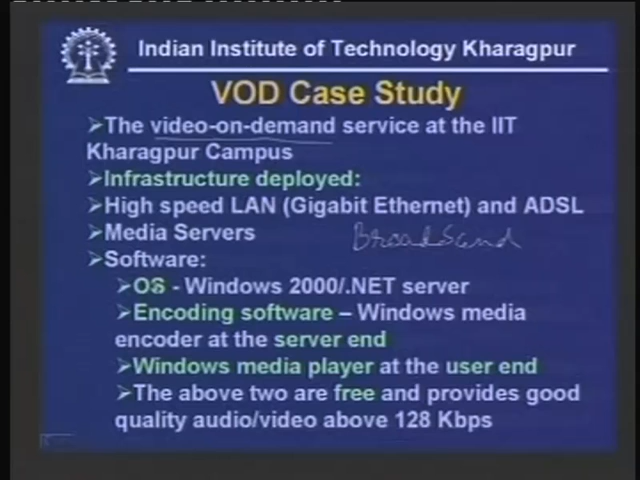 Indian Institute of Technology Kharagpur
VOD Case Study
➢The video-on-demand service at the IIT
Kharagpur Campus
➢Infrastructure deployed:
➢High speed LAN (Gigabit Ethernet) and ADSL
➢Media Servers
Broadband
➢Software:
➢OS - Windows 2000/.NET server
➢Encoding software – Windows media
encoder at the server end
➢Windows media player at the user end
➢The above two are free and provides good
quality audio/video above 128 Kbps